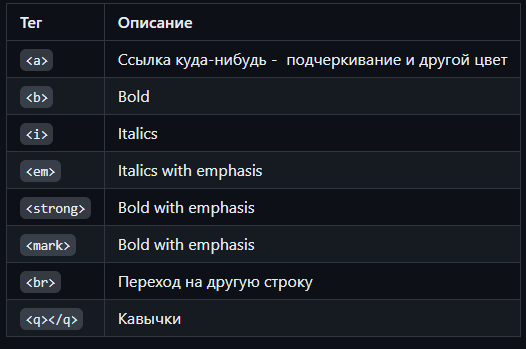 Тег Описание
<a> Ссылка куда-нибудь - подчеркивание и другой цвет
<b> Bold
<i> Italics
<em> Italics with emphasis
<strong> Bold with emphasis
<mark> Bold with emphasis
<br> Переход на другую строку
<q></q> Кавычки